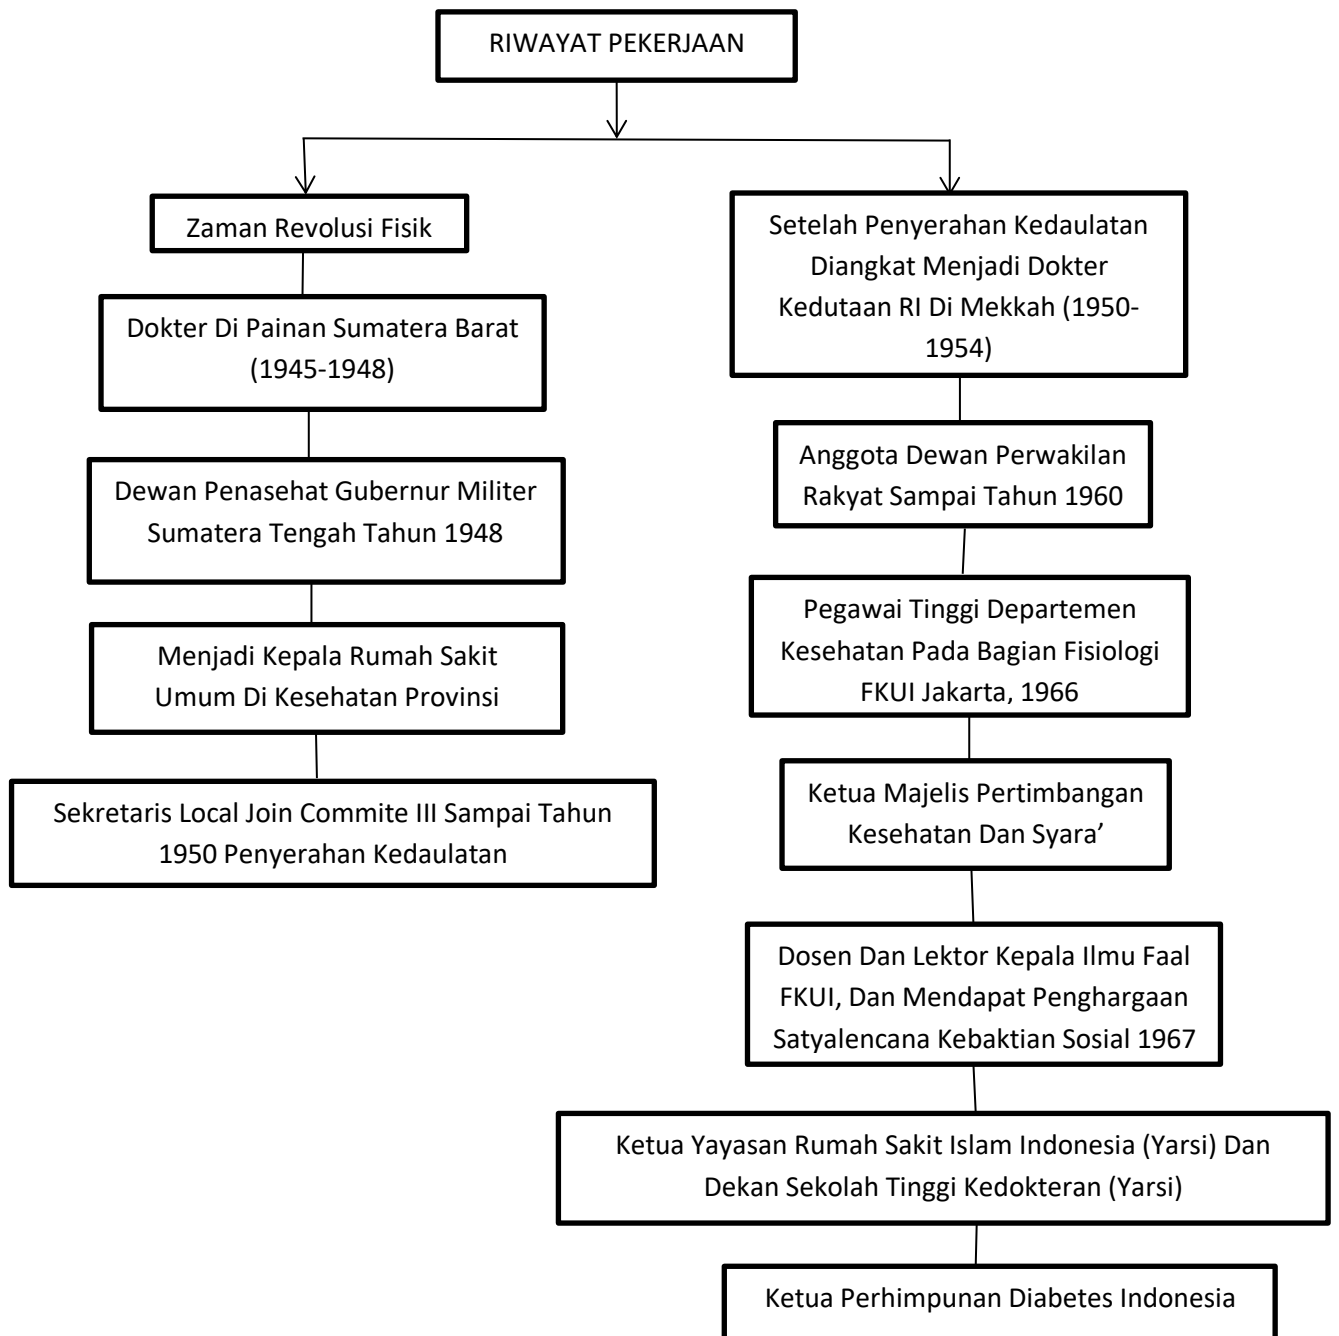 RIWAYAT PEKERJAAN
Zaman Revolusi Fisik
Dokter Di Painan Sumatera Barat
(1945-1948)
Dewan Penasehat Gubernur Militer
Sumatera Tengah Tahun 1948
Menjadi Kepala Rumah Sakit
Umum Di Kesehatan Provinsi
Sekretaris Local Join Commite III Sampai Tahun
1950 Penyerahan Kedaulatan
Setelah Penyerahan Kedaulatan
Diangkat Menjadi Dokter
Kedutaan RI Di Mekkah (1950-
1954)
Anggota Dewan Perwakilan
Rakyat Sampai Tahun 1960
Pegawai Tinggi Departemen
Kesehatan Pada Bagian Fisiologi
FKUI Jakarta, 1966
Ketua Majelis Pertimbangan
Kesehatan Dan Syara’
Dosen Dan Lektor Kepala Ilmu Faal
FKUI, Dan Mendapat Penghargaan
Satyalencana Kebaktian Sosial 1967
Ketua Yayasan Rumah Sakit Islam Indonesia (Yarsi) Dan
Dekan Sekolah Tinggi Kedokteran (Yarsi)
Ketua Perhimpunan Diabetes Indonesia